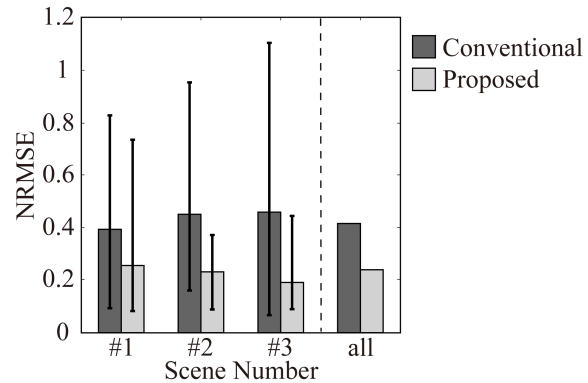 1.2
1
0.8
0.6
0.4
0.2
0
NRMSE
#1 #2 #3 all
Scene Number
Conventional
Proposed